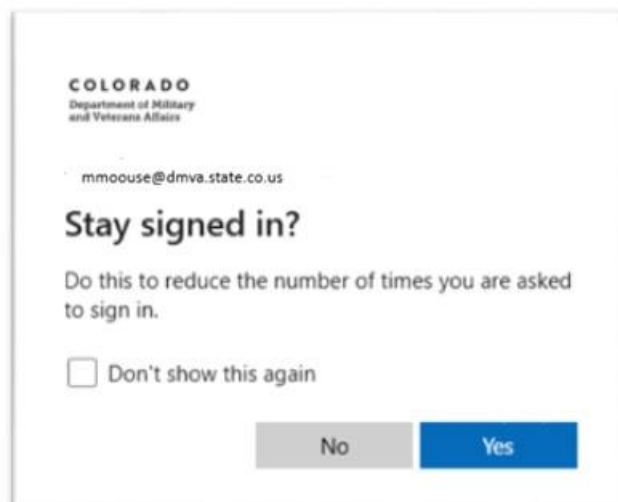 COLORADO
Department of Military
and Veterans Affairs
mmoouse@dmva.state.co.us
Stay signed in?
Do this to reduce the number of times you are asked
to sign in.
Don't show this again
No Yes